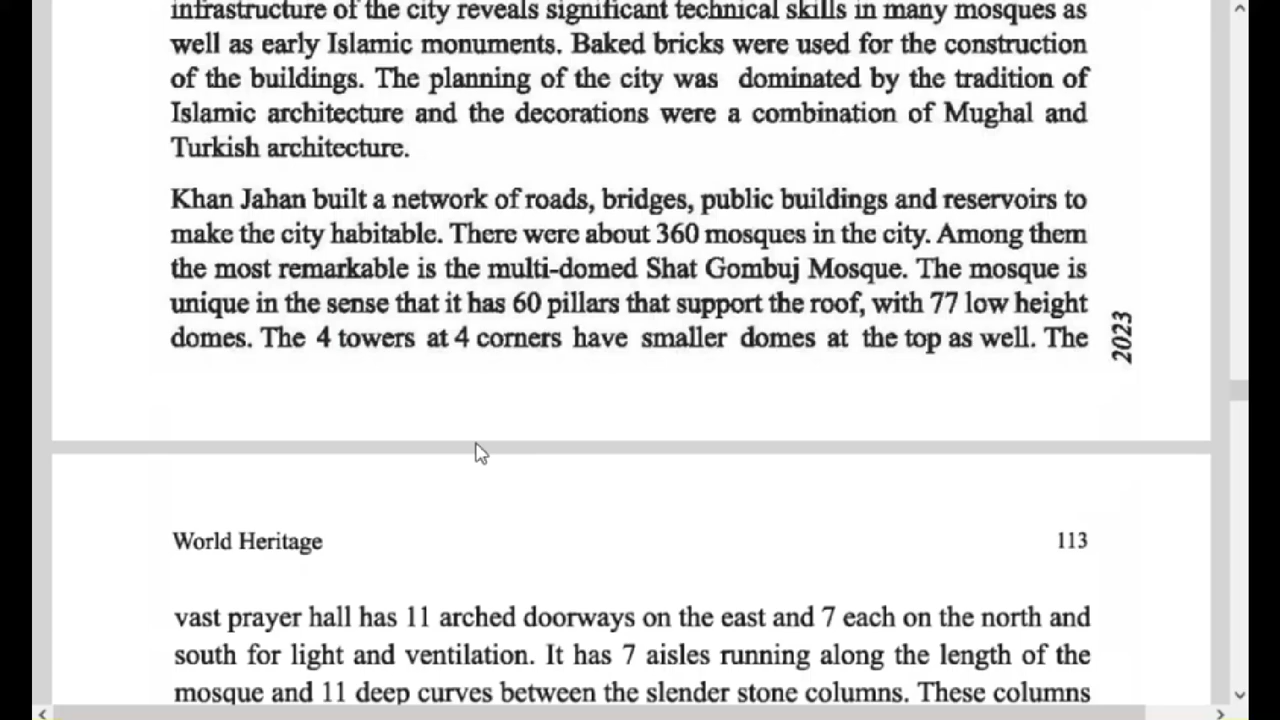 infrastructure of the city reveals significant technical skills in many mosques as
well as early Islamic monuments. Baked bricks were used for the construction
of the buildings. The planning of the city was dominated by the tradition of
Islamic architecture and the decorations were a combination of Mughal and
Turkish architecture.
Khan Jahan built a network of roads, bridges, public buildings and reservoirs to
make the city habitable. There were about 360 mosques in the city. Among them
the most remarkable is the multi-domed Shat Gombuj Mosque. The mosque is
unique in the sense that it has 60 pillars that support the roof, with 77 low height
domes. The 4 towers at 4 corners have smaller domes at the top as well. The
2023
World Heritage 113
vast prayer hall has 11 arched doorways on the east and 7 each on the north and
south for light and ventilation. It has 7 aisles running along the length of the
mosque and 11 deep curves between the slender stone columns. These columns